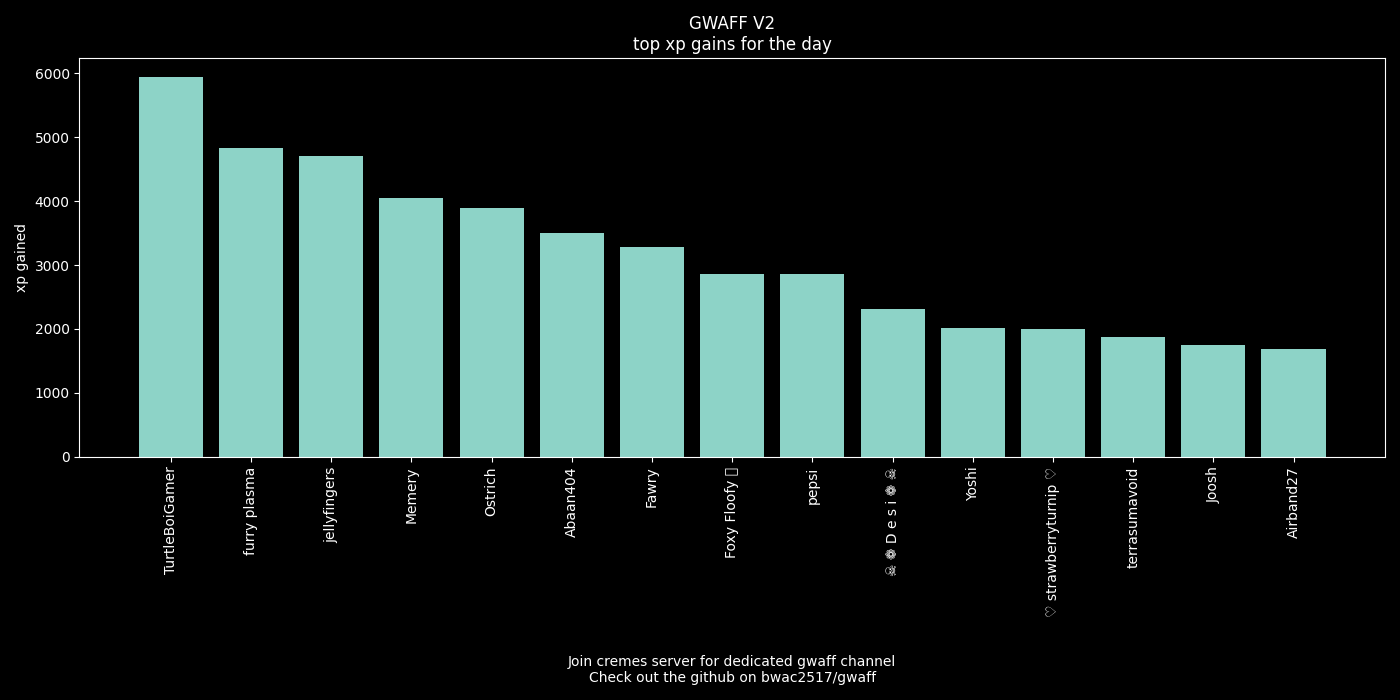 GWAFF V2
top xp gains for the day
xp gained
6000
5000
4000
3000
2000
1000
0
TurtleBoiGamer
furry plasma
jellyfingers
Memery
Ostrich
Abaan404
Fawry
Foxy Floofy
pepsi
☠ ❁ D e s i ❁ ☠
Yoshi
♡ strawberryturnip ♡
terrasumavoid
Joosh
Airband27
Join cremes server for dedicated gwaff channel
Check out the github on bwac2517/gwaff